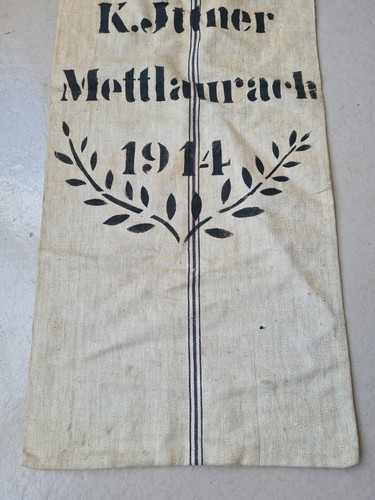 K. Jttner
Mettlaurach
1914